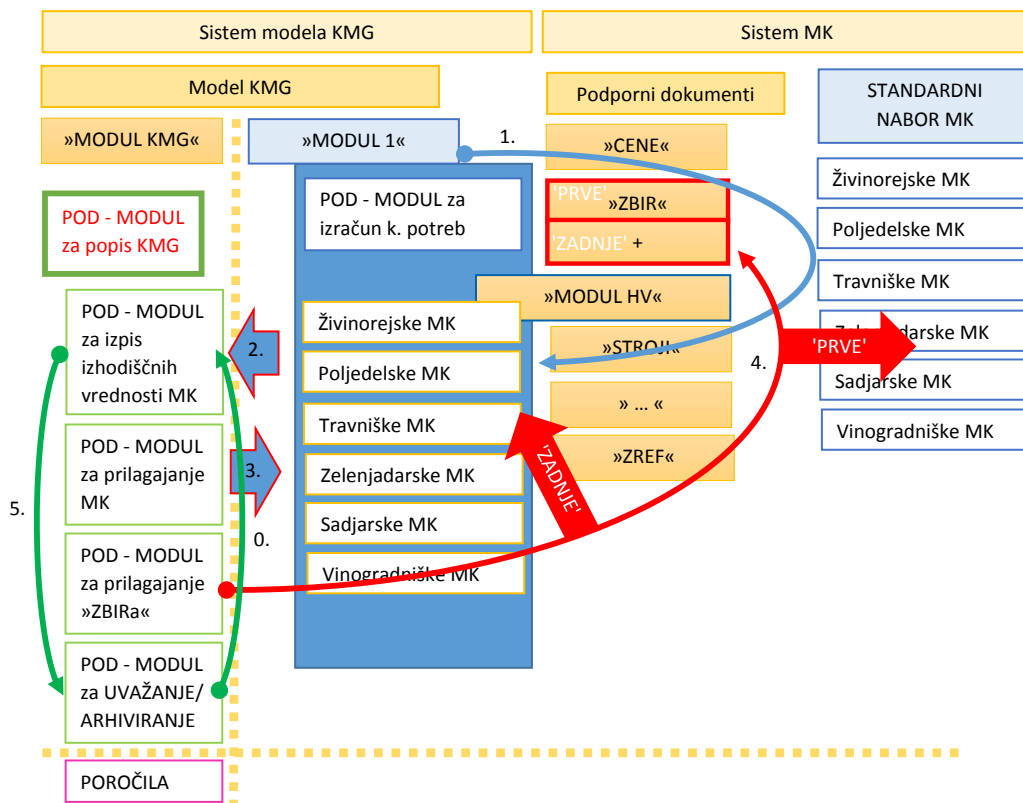 Sistem modela KMG
Sistem MK
Model KMG
Podporni dokumenti
STANDARDNI
NABOR MK
»MODUL KMG«
»MODUL 1«
1.
»CENE«
POD - MODUL
za popis KMG
POD - MODUL za
izračun k. potreb
'PRVE'
»ZBIR«
'ZADNJE' +
»MODUL HV«
»STROJI«
» … «
»ZREF«
Živinorejske MK
Poljedelske MK
Travniške MK
Zelenjadarske MK
Sadjarske MK
Vinogradniške MK
4.
'PRVE'
POD - MODUL
za izpis
izhodiščnih
vrednosti MK
2.
Živinorejske MK
Poljedelske MK
Travniške MK
Zelenjadarske MK
Sadjarske MK
Vinogradniške MK
'ZADNJE'
POD - MODUL
za prilagajanje
MK
3.
5.
0.
POD - MODUL
za prilagajanje
»ZBIRa«
POD - MODUL
za UVAŽANJE/
ARHIVIRANJE
POROČILA